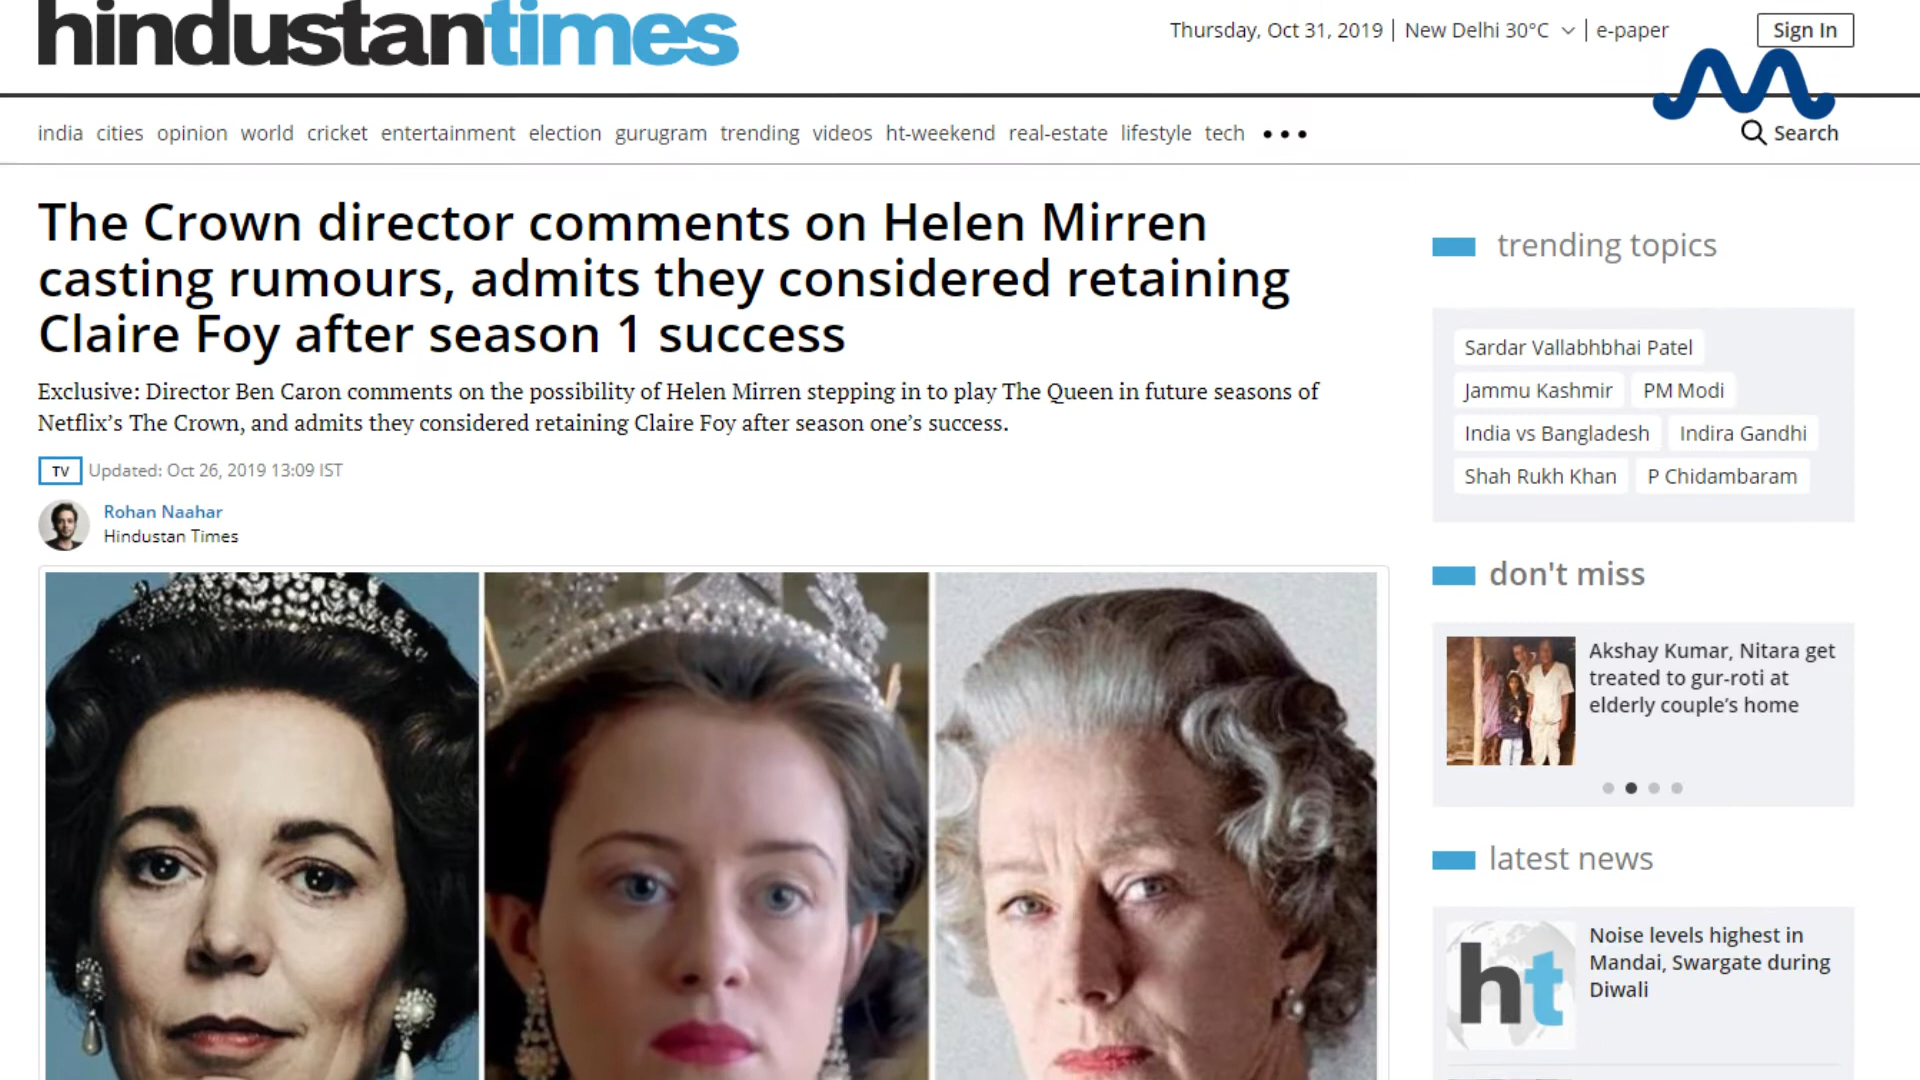 hindustantimes
Thursday, Oct 31, 2019 | New Delhi 30°C | e-paper
Sign In
india cities opinion world cricket entertainment election gurugram trending videos ht-weekend real-estate lifestyle tech
Search
The Crown director comments on Helen Mirren
casting rumours, admits they considered retaining
Claire Foy after season 1 success
Exclusive: Director Ben Caron comments on the possibility of Helen Mirren stepping in to play The Queen in future seasons of
Netflix’s The Crown, and admits they considered retaining Claire Foy after season one’s success.
TV Updated: Oct 26, 2019 13:09 IST
Rohan Naahar
Hindustan Times
trending topics
Sardar Vallabhbhai Patel
Jammu Kashmir PM Modi
India vs Bangladesh Indira Gandhi
Shah Rukh Khan P Chidambaram
don't miss
Akshay Kumar, Nitara get
treated to gur-roti at
elderly couple’s home
latest news
ht
Noise levels highest in
Mandai, Swargate during
Diwali